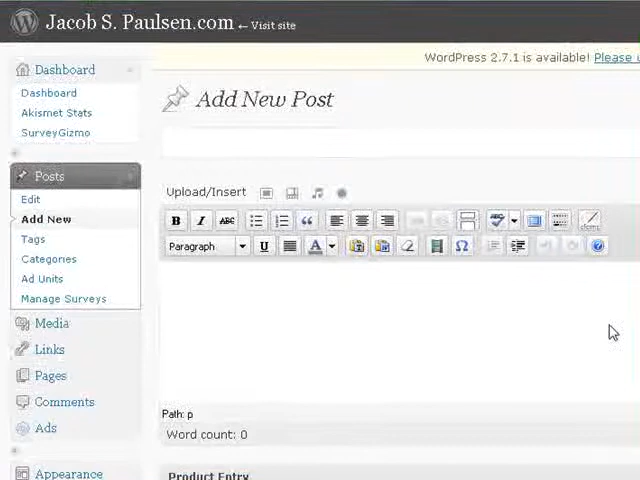 Jacob S. Paulsen.com ← Visit site
WordPress 2.7.1 is available! Please
Dashboard
Dashboard
Akismet Stats
SurveyGizmo
Posts
Edit
Add New
Tags
Categories
Ad Units
Manage Surveys
Media
Links
Pages
Comments
Ads
Appearance
Add New Post
Upload/Insert
B I ABC
Paragraph U A
Path: p
Word count: 0
Product Entry